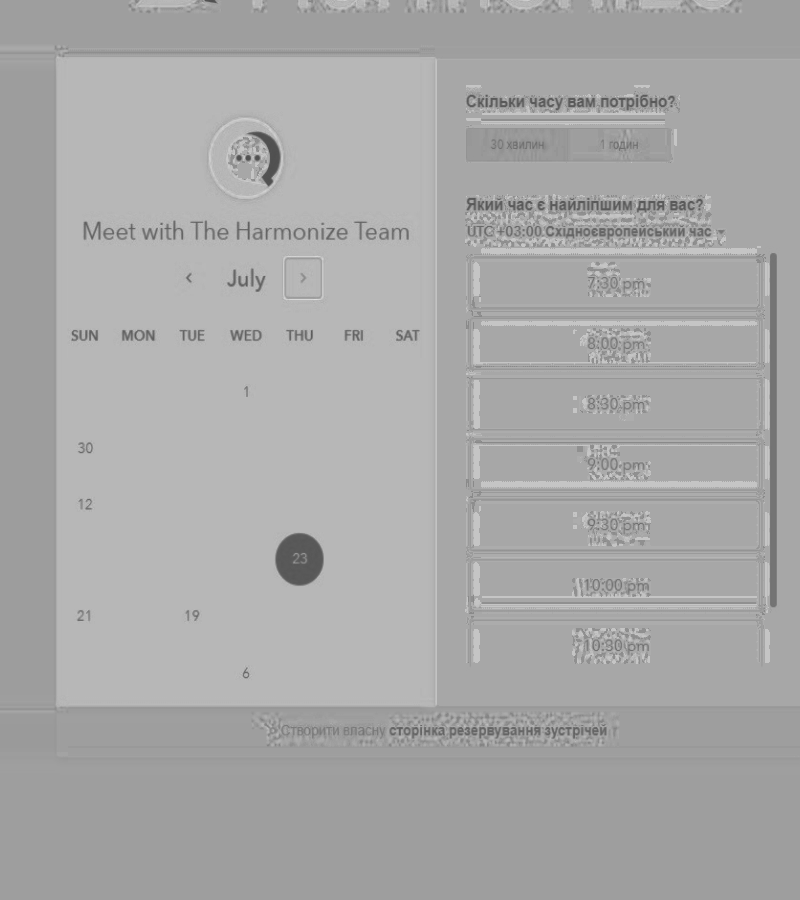 Meet with The Harmonize Team
‹ July ›
SUN MON TUE WED THU FRI SAT
1
30
12
23
21 19
6
Скільки часу вам потрібно?
30 хвилин 1 годин
Який час є найліпшим для вас?
UTC +03:00 Східноєвропейський час
7:30 pm
8:00 pm
8:30 pm
9:00 pm
9:30 pm
10:00 pm
10:30 pm
Створити власну сторінка резервування зустрічей